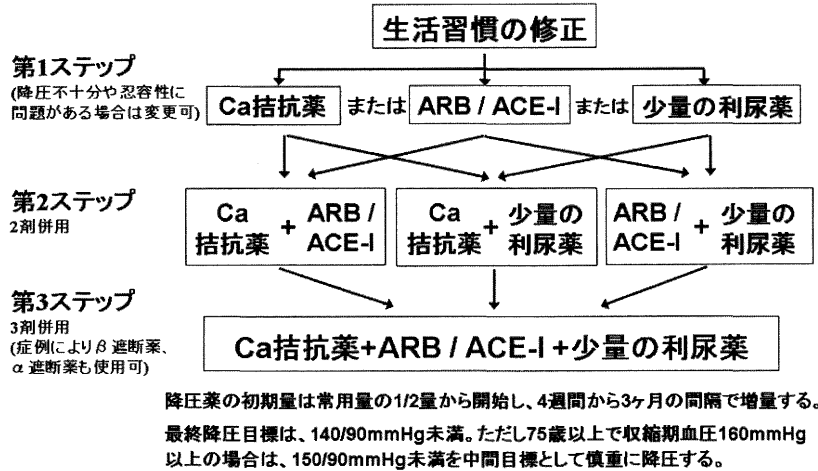 生活習慣の修正
第1ステップ
(降圧不十分や忍容性に
問題がある場合は変更可)
Ca拮抗薬 または ARB / ACE-I または 少量の利尿薬
第2ステップ
2剤併用
Ca
拮抗薬
+
ARB /
ACE-I
Ca
拮抗薬
+
少量の
利尿薬
ARB /
ACE-I
+
少量の
利尿薬
第3ステップ
3剤併用
(症例によりβ遮断薬、
α遮断薬も使用可)
Ca拮抗薬+ARB / ACE-I+少量の利尿薬
降圧薬の初期量は常用量の1/2量から開始し、4週間から3ヶ月の間隔で増量する。
最終降圧目標は、140/90mmHg未満。ただし75歳以上で収縮期血圧160mmHg
以上の場合は、150/90mmHg未満を中間目標として慎重に降圧する。